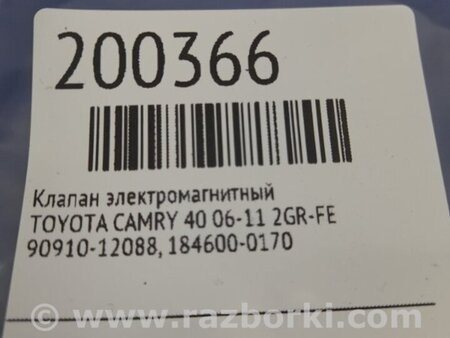 200366
Клапан электромагнитный
TOYOTA CAMRY 40 06-11 2GR-FE
90910-12088, 184600-0170
www.razborki.com